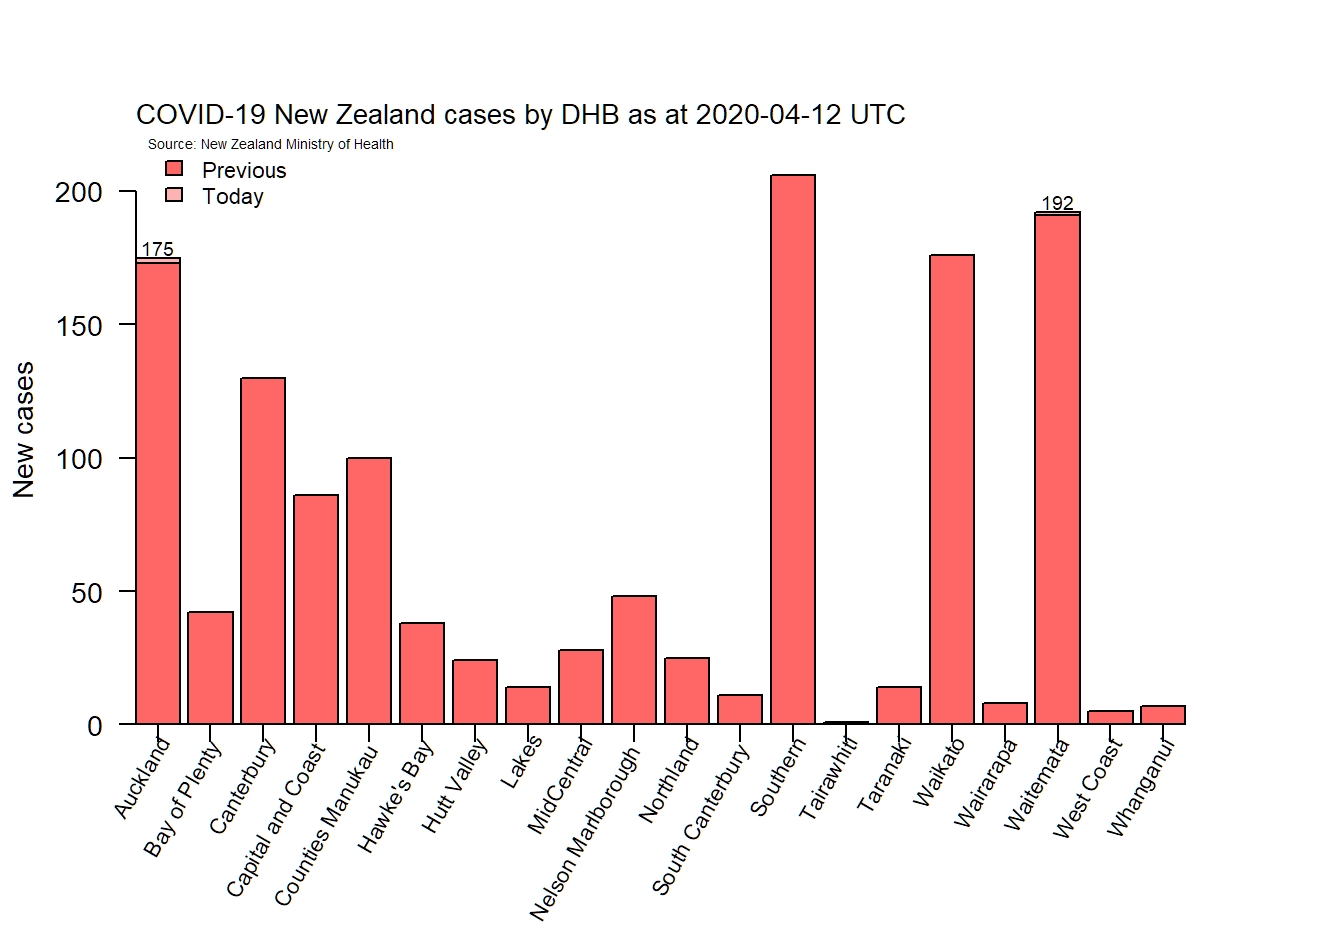 COVID-19 New Zealand cases by DHB as at 2020-04-12 UTC
Source: New Zealand Ministry of Health
Previous
Today
New cases
200
150
100
50
0
175
192
Auckland
Bay of Plenty
Canterbury
Capital and Coast
Counties Manukau
Hawke's Bay
Hutt Valley
Lakes
MidCentral
Nelson Marlborough
Northland
South Canterbury
Southern
Tairawhiti
Taranaki
Waikato
Wairarapa
Waitemata
West Coast
Whanganui